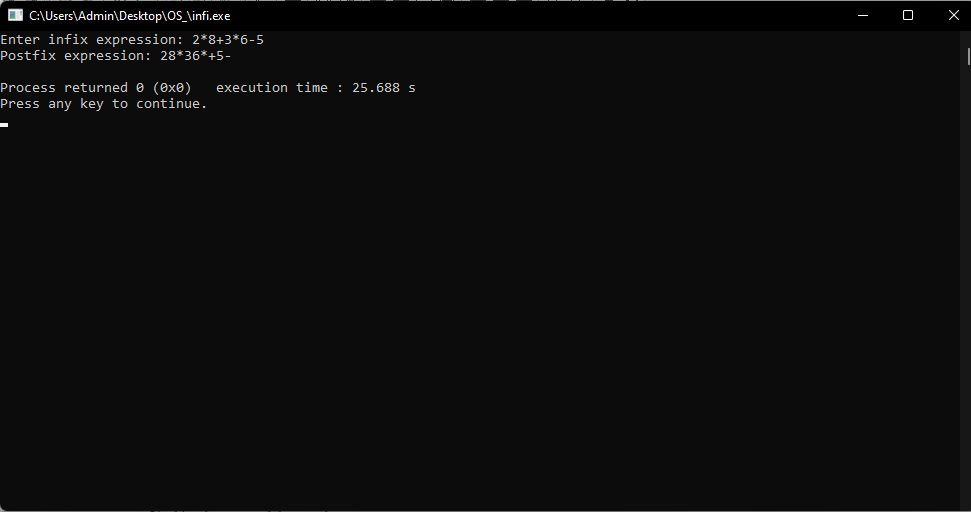 C:\Users\Admin\Desktop\OS_\infi.exe
Enter infix expression: 2*8+3*6-5
Postfix expression: 28*36*+5-
Process returned 0 (0x0)   execution time : 25.688 s
Press any key to continue.